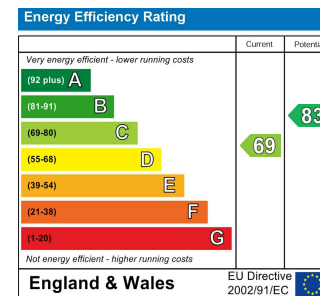 Energy Efficiency Rating
Current
Very energy efficient - lower running costs
(92 plus) A
(81-91) B
83
(69-80) C
69
(55-68) D
(39-54) E
(21-38) F
(1-20) G
Not energy efficient - higher running costs
England & Wales
EU Directive
2002/91/EC